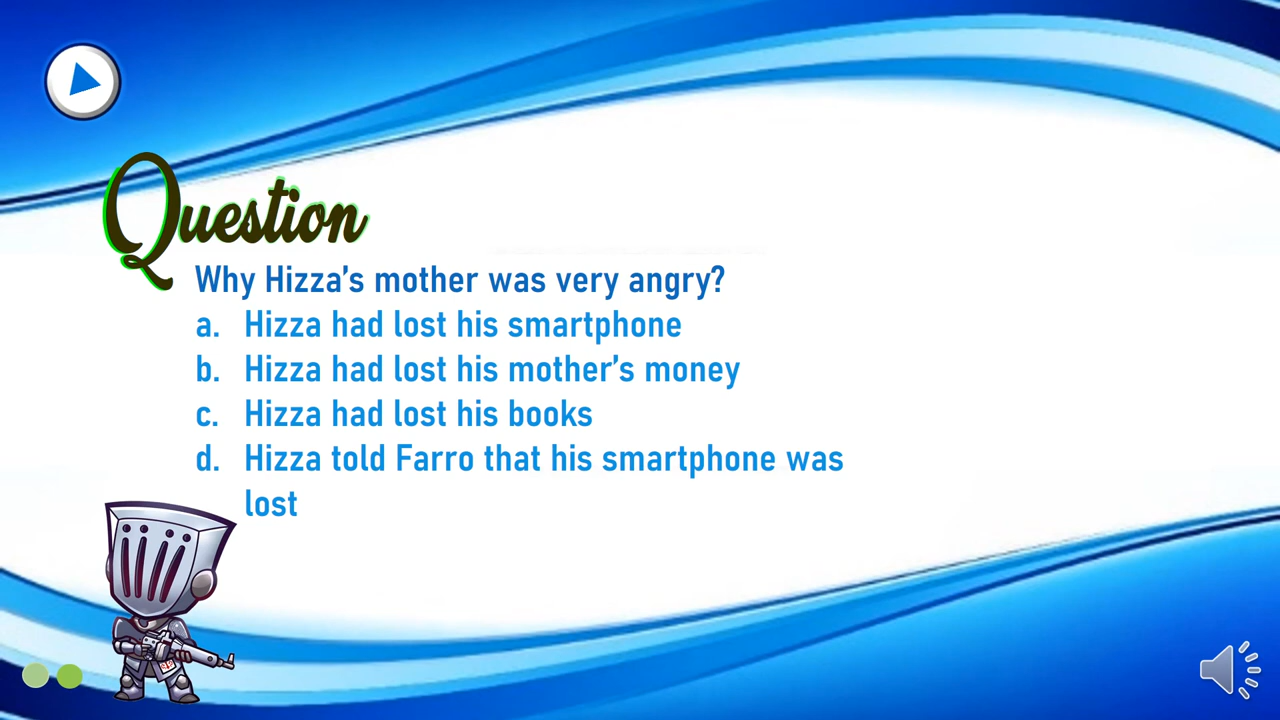 Question
Why Hizza's mother was very angry?
a. Hizza had lost his smartphone
b. Hizza had lost his mother's money
c. Hizza had lost his books
d. Hizza told Farro that his smartphone was
lost